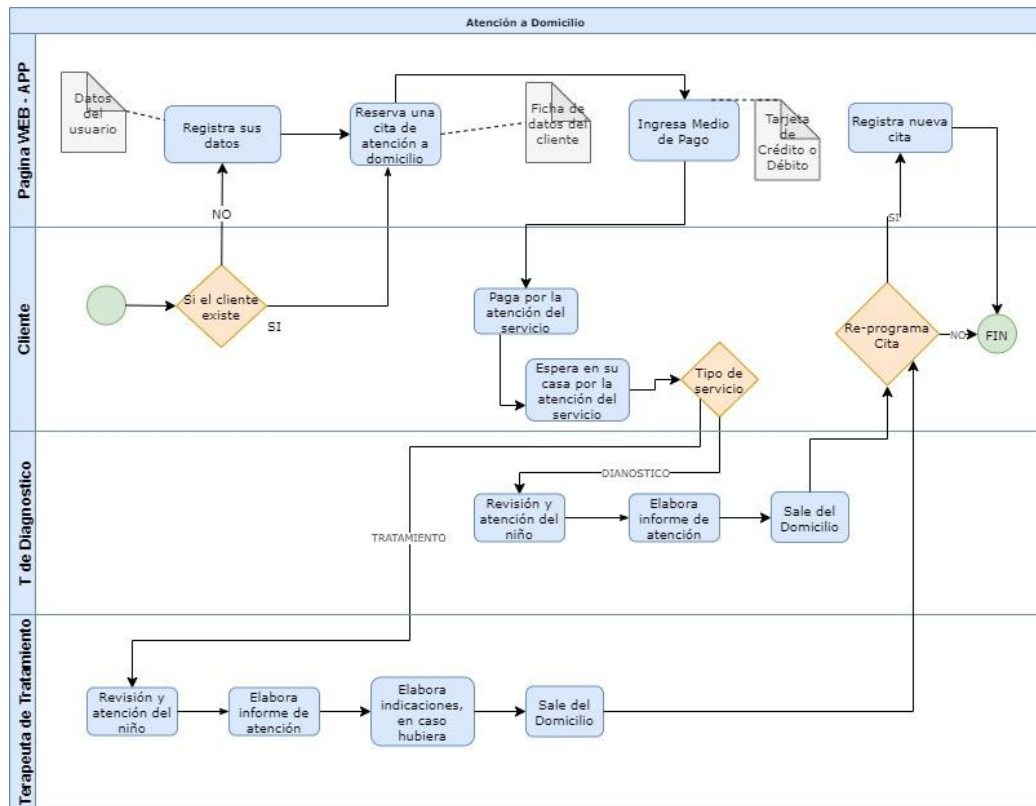 Atención a Domicilio
Pagina WEB - APP
Datos
del
usuario
Registra sus
datos
Reserva una
cita de
atención a
domicilio
Ficha de
datos del
cliente
Ingresa Medio
de Pago
Tarjeta
de
Crédito o
Débito
Registra nueva
cita
NO
SI
Cliente
Si el cliente
existe
SI
Paga por la
atención del
servicio
Espera en su
casa por la
atención del
servicio
Tipo de
servicio
Re-programa
Cita
NO
FIN
T de Diagnostico
DIANOSTICO
Revisión y
atención del
niño
Elabora
informe de
atención
Sale del
Domicilio
TRATAMIENTO
Terapeuta de Tratamiento
Revisión y
atención del
niño
Elabora
informe de
atención
Elabora
indicaciones,
en caso
hubiera
Sale del
Domicilio